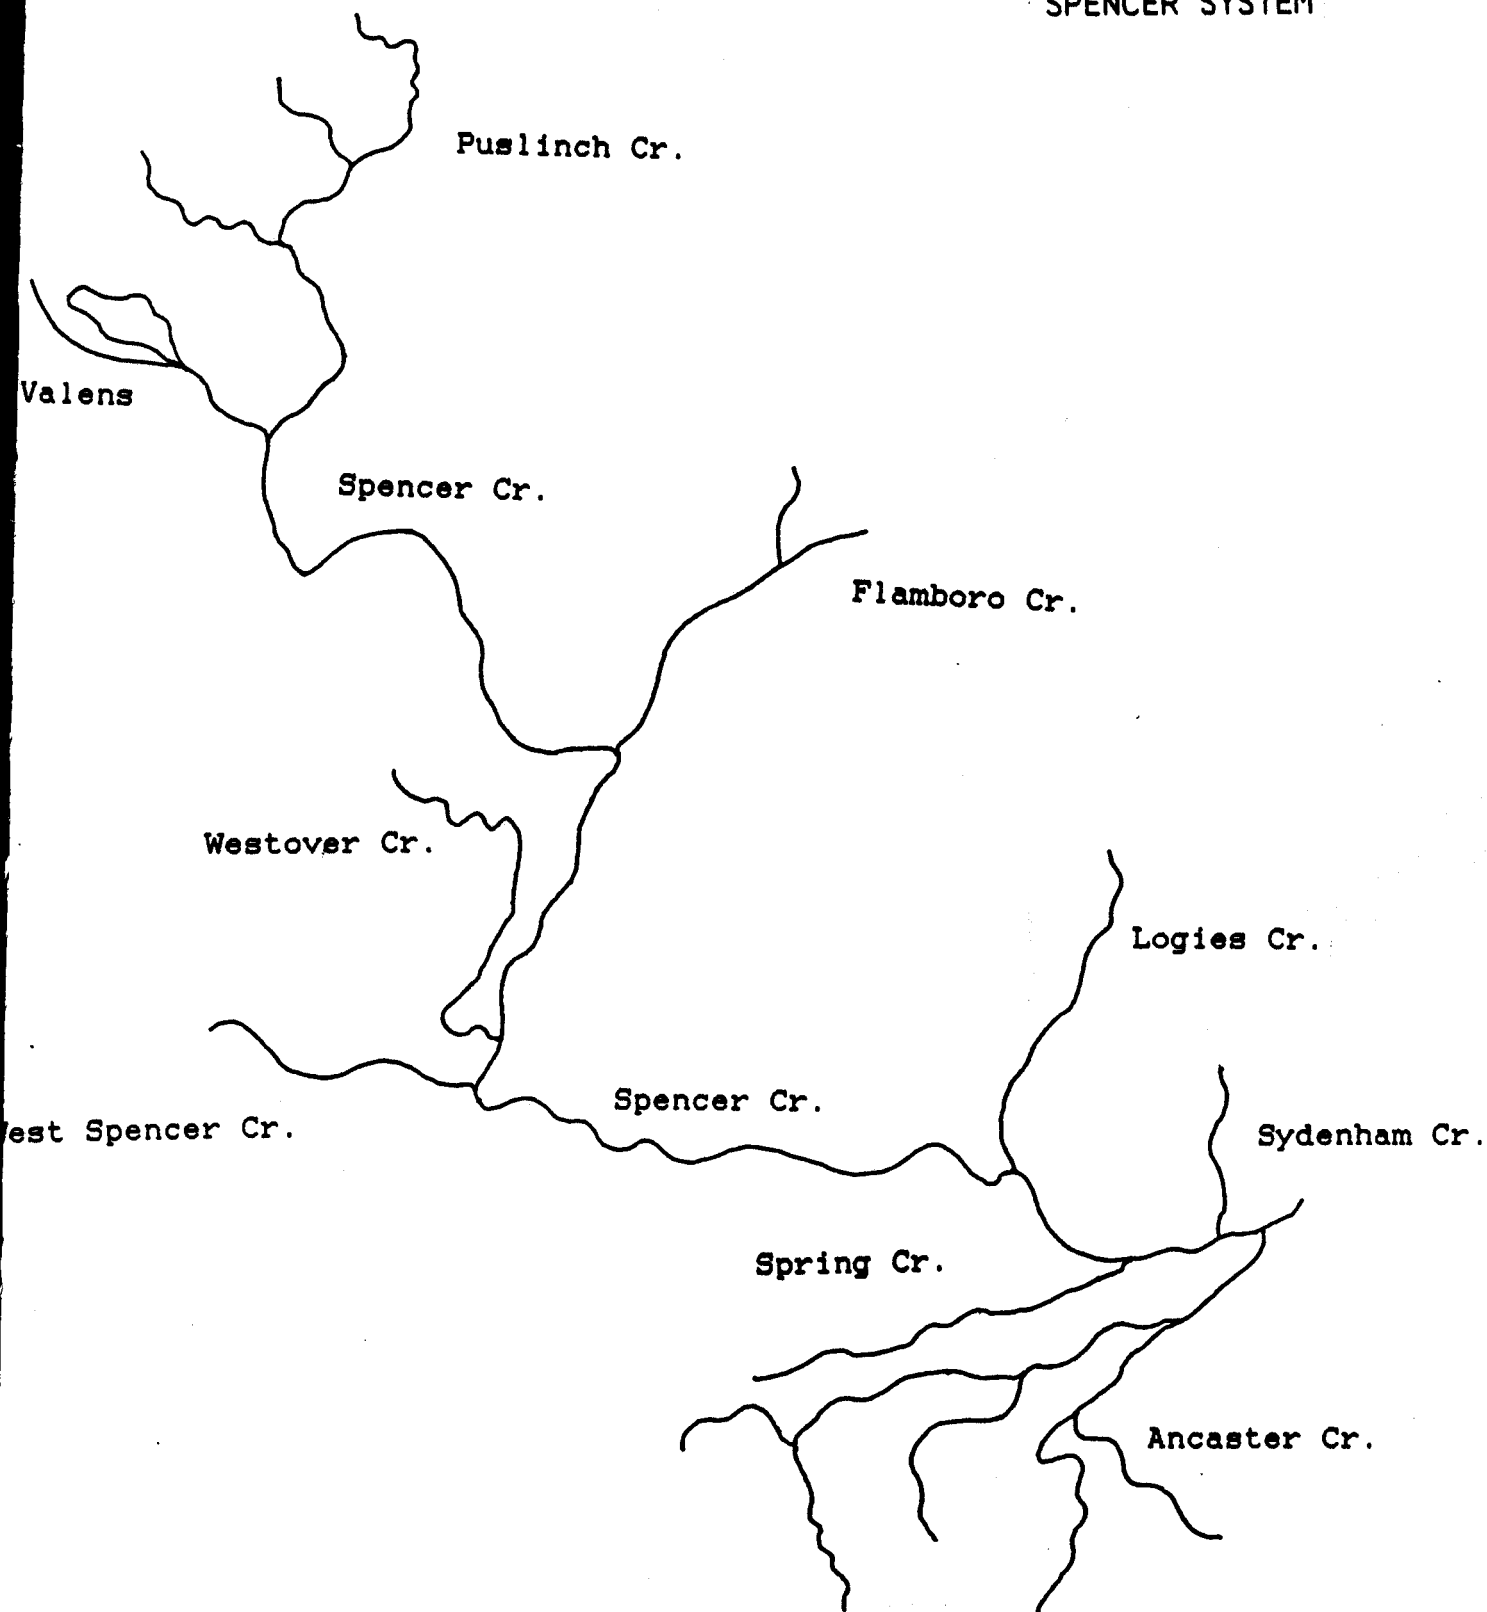 SPENCER SYSTEM
Puslinch Cr.
Valens
Spencer Cr.
Flamboro Cr.
Westover Cr.
Logies Cr.
Spencer Cr.
West Spencer Cr.
Sydenham Cr.
Spring Cr.
Ancaster Cr.